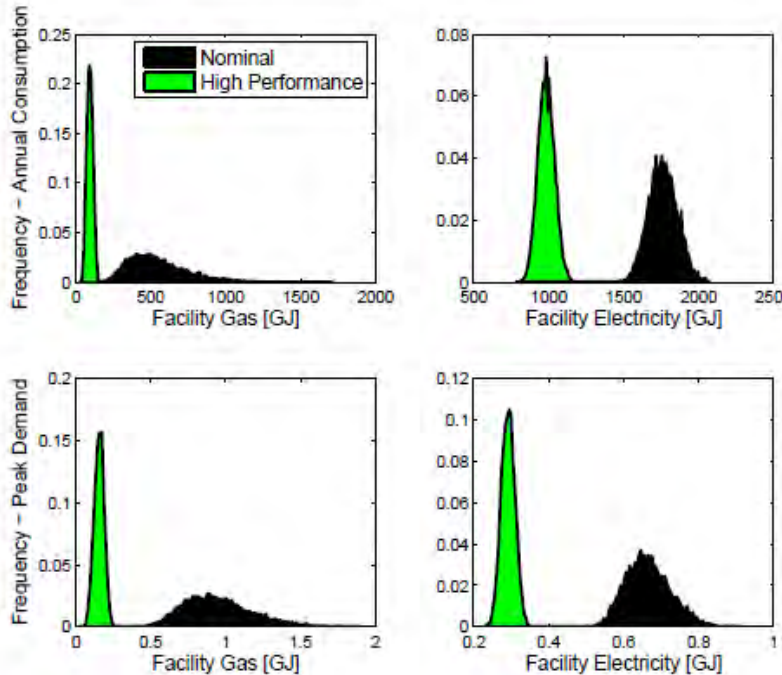 Frequency − Annual Consumption
0.25
0.2
0.15
0.1
0.05
0
Nominal
High Performance
0 500 1000 1500 2000
Facility Gas [GJ]
0.08
0.06
0.04
0.02
0
500 1000 1500 2000 250
Facility Electricity [GJ]
Frequency − Peak Demand
0.2
0.15
0.1
0.05
0
0 0.5 1 1.5 2
Facility Gas [GJ]
0.12
0.1
0.08
0.06
0.04
0.02
0
0.2 0.4 0.6 0.8 1
Facility Electricity [GJ]